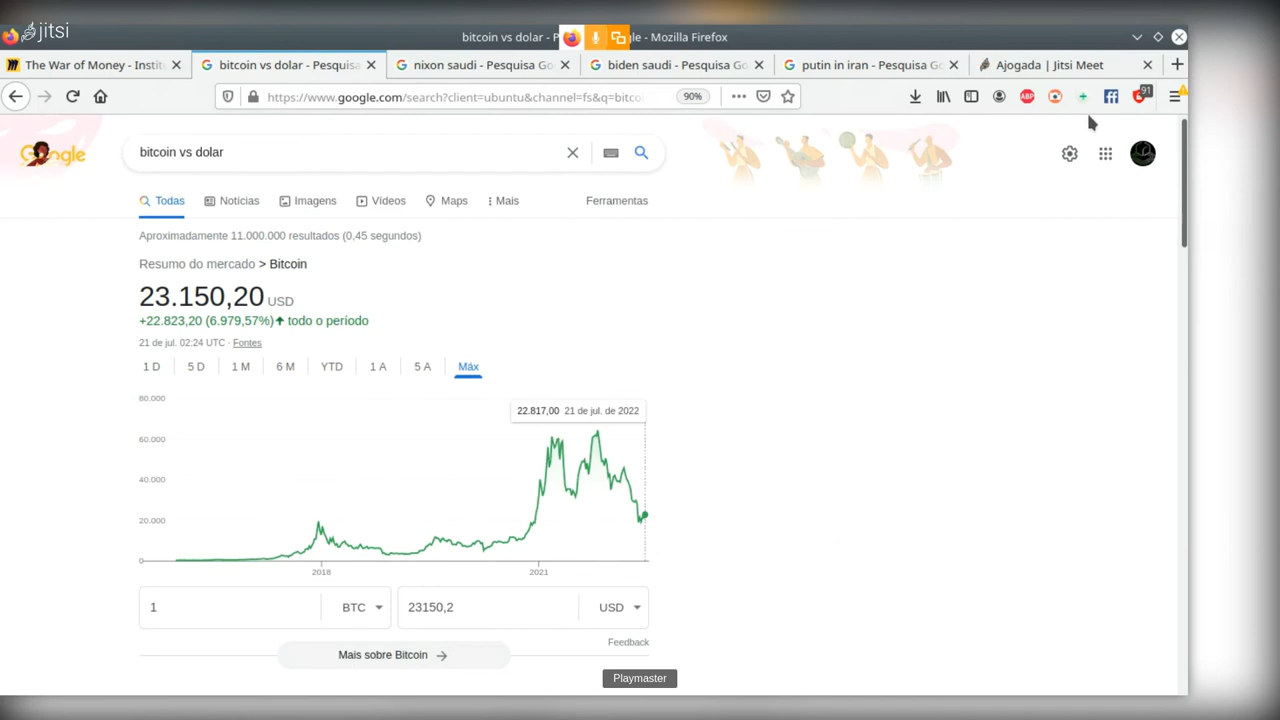 jitsi
bitcoin vs dolar - P
gle - Mozilla Firefox
The War of Money - Instit
bitcoin vs dolar - Pesquisa
nixon saudi - Pesquisa Go
biden saudi - Pesquisa Go
putin in iran - Pesquisa G
Ajogada | Jitsi Meet
https://www.google.com/search?client=ubuntu&channel=fs&q=bitco
90%
ABP
91
Google
bitcoin vs dolar
Todas
Notícias
Imagens
Vídeos
Maps
Mais
Ferramentas
Aproximadamente 11.000.000 resultados (0,45 segundos)
Resumo do mercado > Bitcoin
23.150,20 USD
+22.823,20 (6.979,57%) todo o período
21 de jul. 02:24 UTC · Fontes
1 D
5 D
1 M
6 M
YTD
1 A
5 A
Máx
80.000
22.817,00 21 de jul. de 2022
60.000
40.000
20.000
0
2018
2021
1
BTC
23150,2
USD
Feedback
Mais sobre Bitcoin
Playmaster